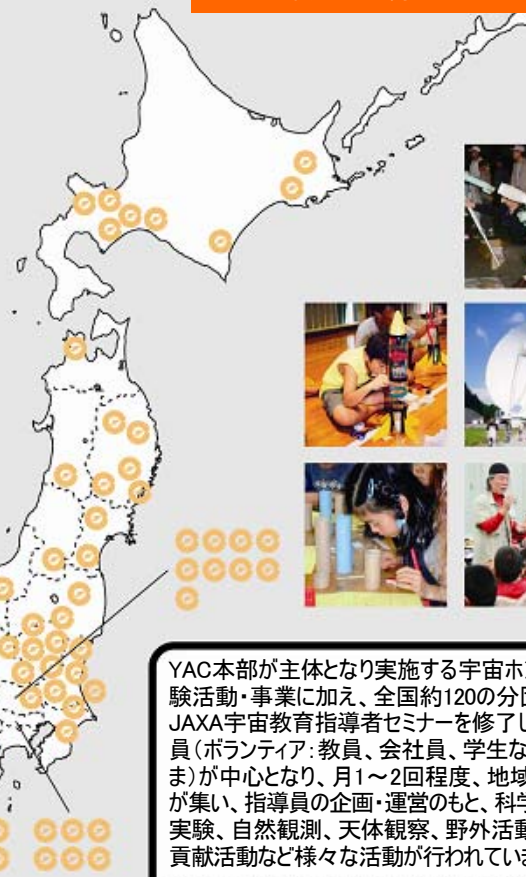 YAC本部が主体となり実施する宇宙ホ
験活動・事業に加え、全国約120の分団
JAXA宇宙教育指導者セミナーを修了し
員（ボランティア：教員、会社員、学生な
ま）が中心となり、月1～2回程度、地域
が集い、指導員の企画・運営のもと、科学
実験、自然観測、天体観察、野外活動
貢献活動など様々な活動が行われていま